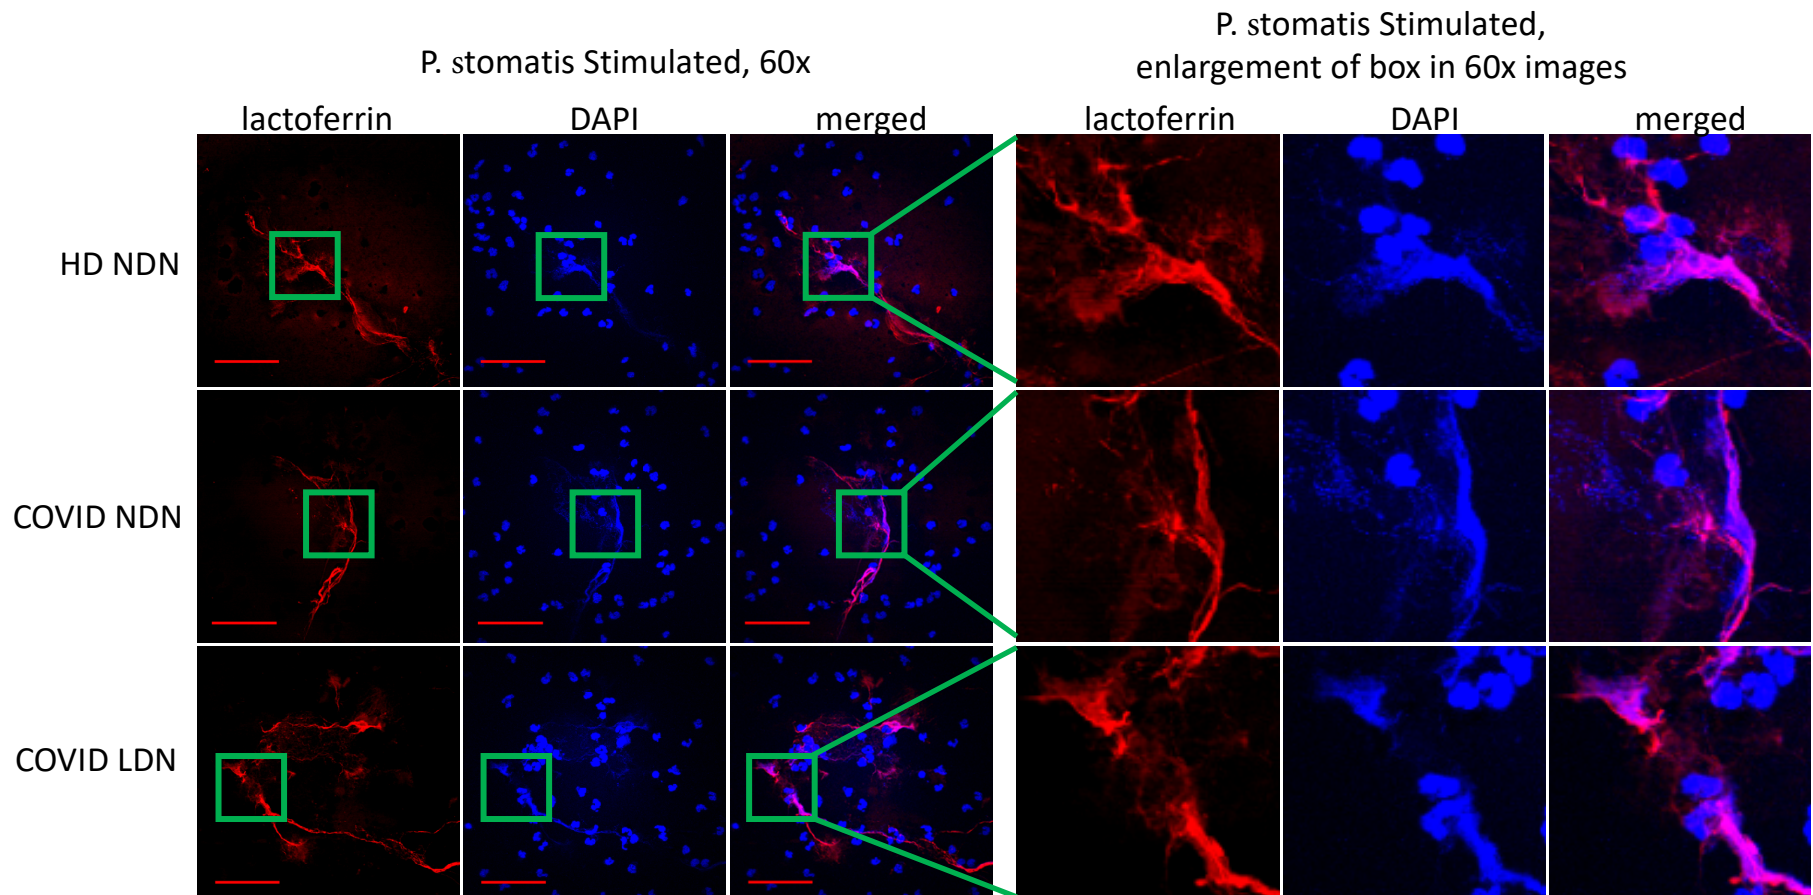 P. stomatis Stimulated, 60x
P. stomatis Stimulated,
enlargement of box in 60x images
lactoferrin DAPI merged lactoferrin DAPI merged
HD NDN
COVID NDN
COVID LDN